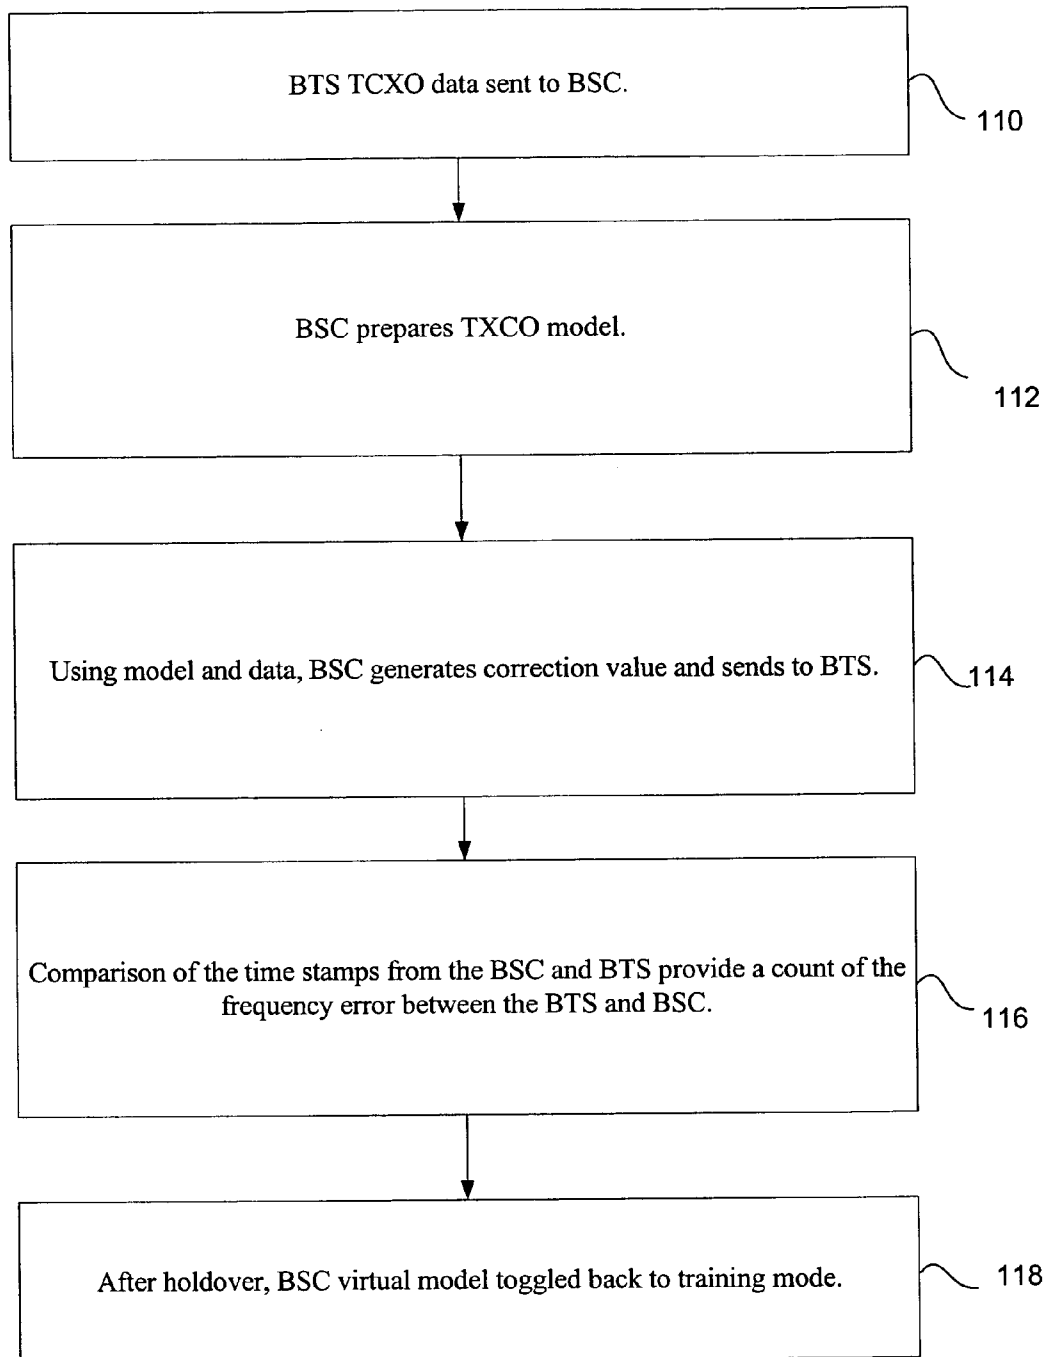 BTS TCXO data sent to BSC.
110
BSC prepares TXCO model.
112
Using model and data, BSC generates correction value and sends to BTS.
114
Comparison of the time stamps from the BSC and BTS provide a count of the
frequency error between the BTS and BSC.
116
After holdover, BSC virtual model toggled back to training mode.
118